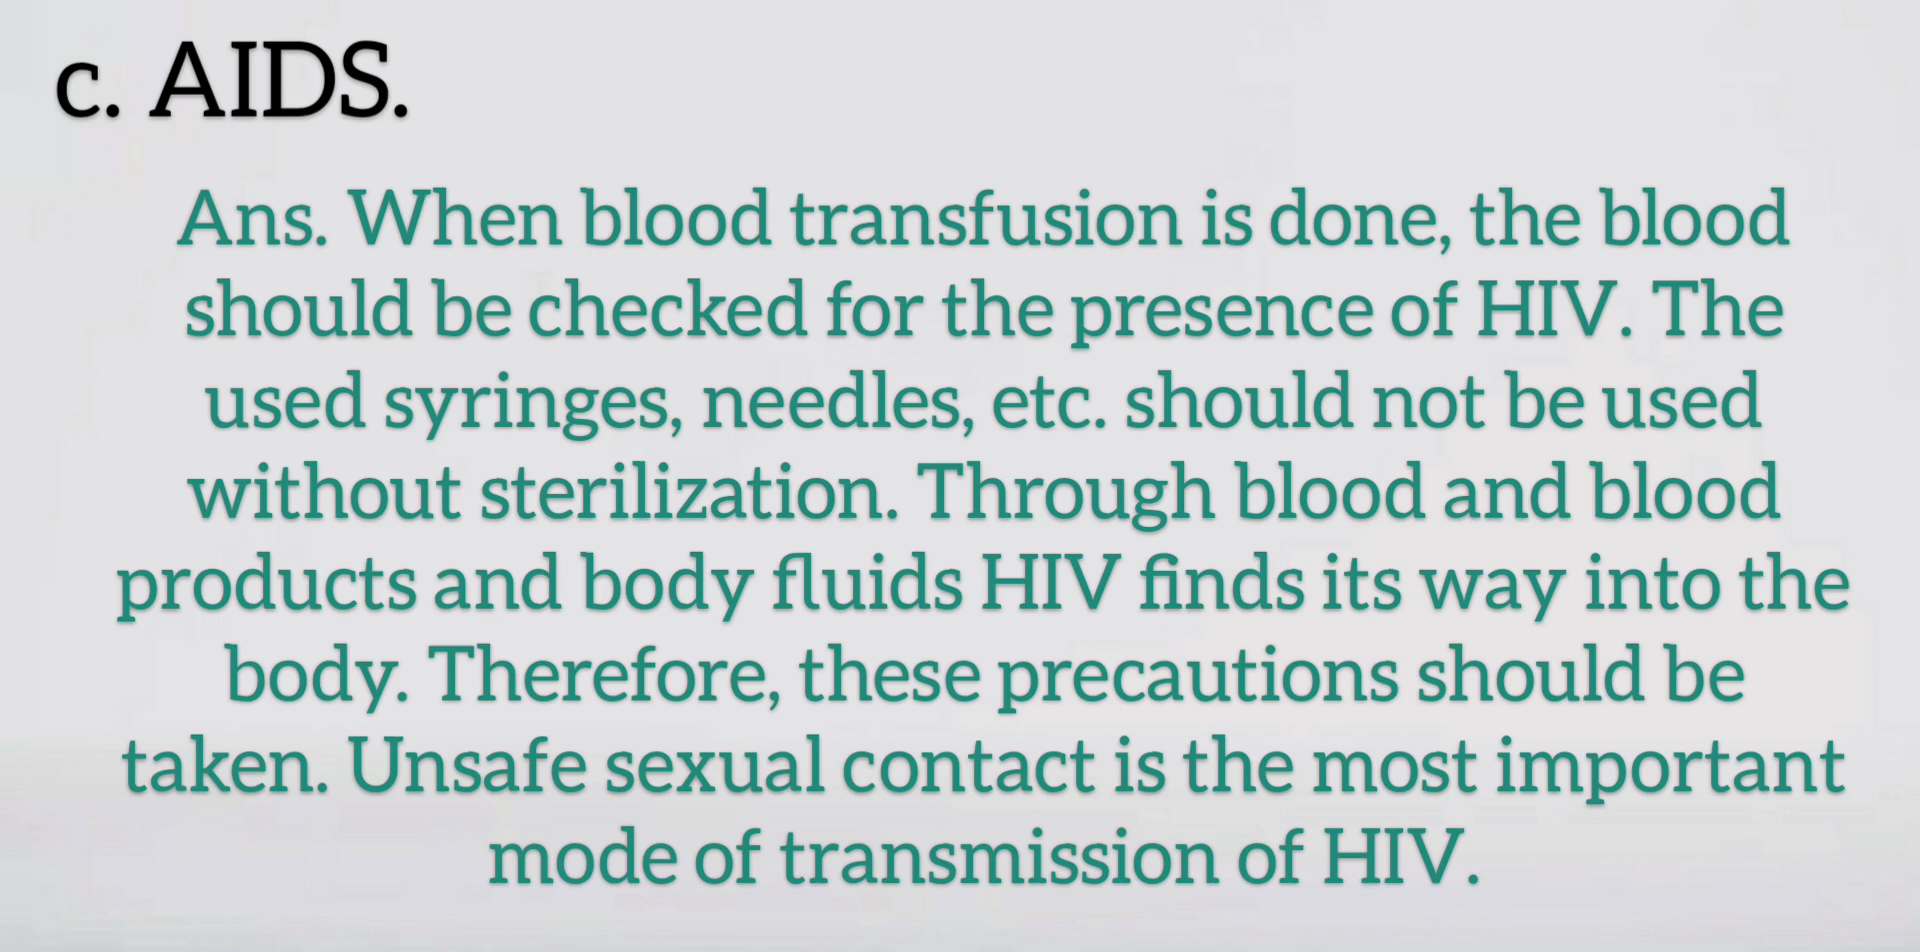 c. AIDS.
Ans. When blood transfusion is done, the blood
should be checked for the presence of HIV. The
used syringes, needles, etc. should not be used
without sterilization. Through blood and blood
products and body fluids HIV finds its way into the
body. Therefore, these precautions should be
taken. Unsafe sexual contact is the most important
mode of transmission of HIV.